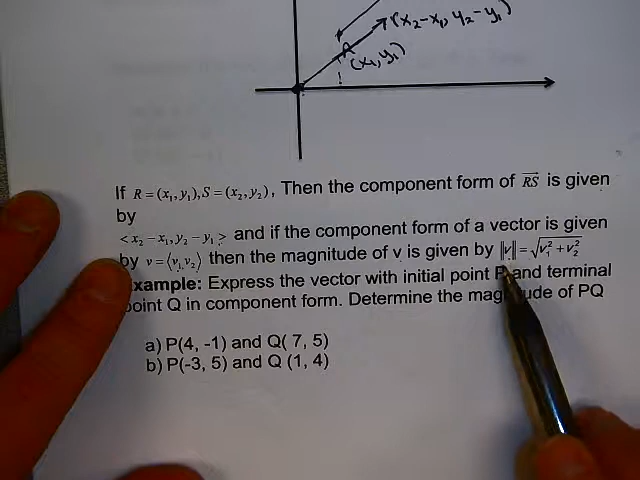 (x₂-x₁, y₂-y₁)
(x₁, y₁)
If R = (x₁, y₁), S = (x₂, y₂), Then the component form of RS is given
by
< x₂ - x₁, y₂ - y₁ > and if the component form of a vector is given
by v = ⟨v₁, v₂⟩ then the magnitude of v is given by ‖v‖ = √(v₁² + v₂²)
xample: Express the vector with initial point P and terminal
point Q in component form. Determine the magnitude of PQ
a) P(4, -1) and Q( 7, 5)
b) P(-3, 5) and Q (1, 4)